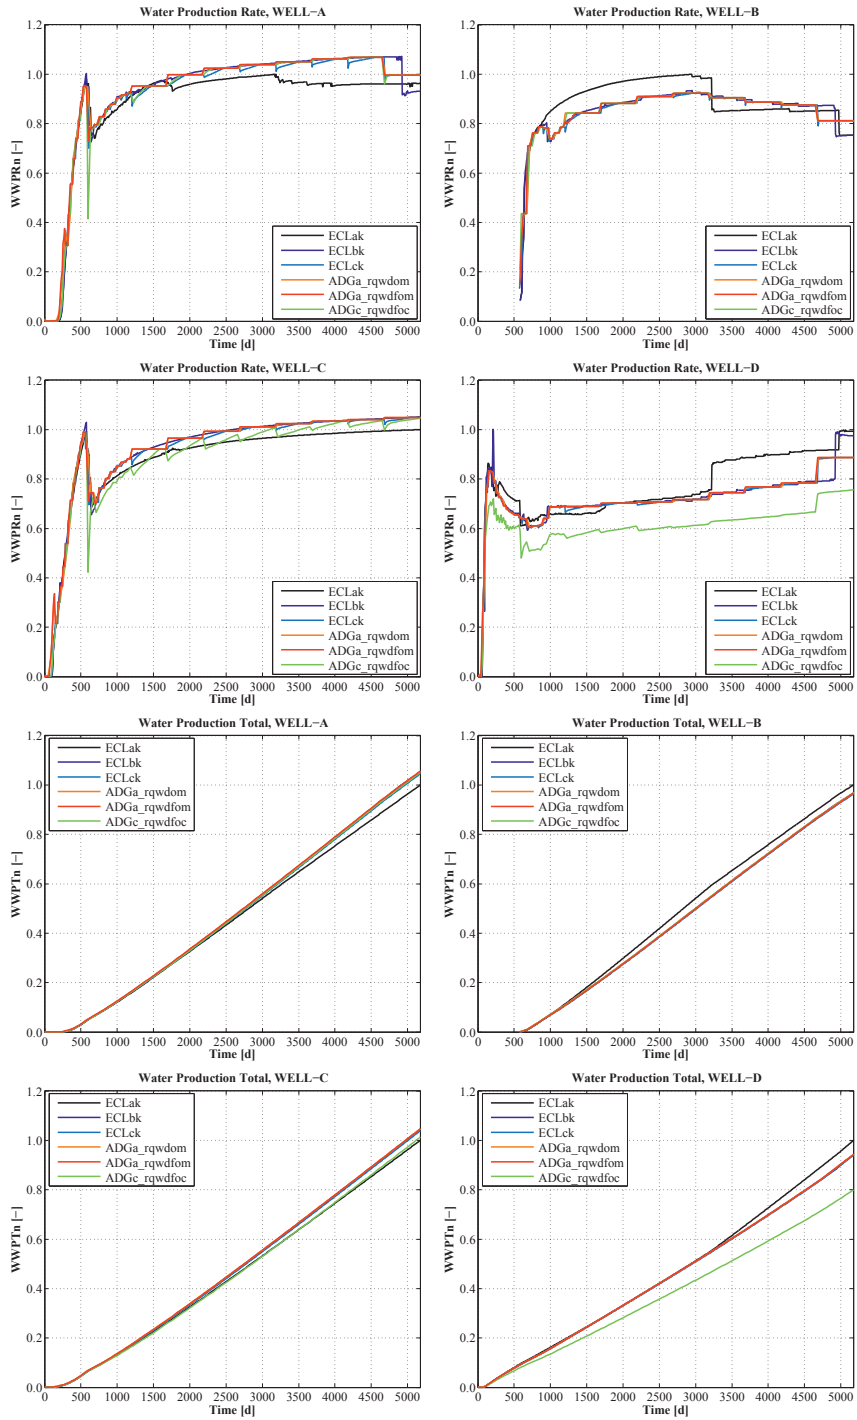 Water Production Rate, WELL−A
1.2
1.0
0.8
0.6
0.4
0.2
0.0
WWPRn [−]
ECLak
ECLbk
ECLck
ADGa_rqwdom
ADGa_rqwdfom
ADGc_rqwdfoc
0 500 1000 1500 2000 2500 3000 3500 4000 4500 5000
Time [d]
Water Production Rate, WELL−B
1.2
1.0
0.8
0.6
0.4
0.2
0.0
WWPRn [−]
ECLak
ECLbk
ECLck
ADGa_rqwdom
ADGa_rqwdfom
ADGc_rqwdfoc
0 500 1000 1500 2000 2500 3000 3500 4000 4500 5000
Time [d]
Water Production Rate, WELL−C
1.2
1.0
0.8
0.6
0.4
0.2
0.0
WWPRn [−]
ECLak
ECLbk
ECLck
ADGa_rqwdom
ADGa_rqwdfom
ADGc_rqwdfoc
0 500 1000 1500 2000 2500 3000 3500 4000 4500 5000
Time [d]
Water Production Rate, WELL−D
1.2
1.0
0.8
0.6
0.4
0.2
0.0
WWPRn [−]
ECLak
ECLbk
ECLck
ADGa_rqwdom
ADGa_rqwdfom
ADGc_rqwdfoc
0 500 1000 1500 2000 2500 3000 3500 4000 4500 5000
Time [d]
Water Production Total, WELL−A
1.2
1.0
0.8
0.6
0.4
0.2
0.0
WWPTn [−]
ECLak
ECLbk
ECLck
ADGa_rqwdom
ADGa_rqwdfom
ADGc_rqwdfoc
0 500 1000 1500 2000 2500 3000 3500 4000 4500 5000
Time [d]
Water Production Total, WELL−B
1.2
1.0
0.8
0.6
0.4
0.2
0.0
WWPTn [−]
ECLak
ECLbk
ECLck
ADGa_rqwdom
ADGa_rqwdfom
ADGc_rqwdfoc
0 500 1000 1500 2000 2500 3000 3500 4000 4500 5000
Time [d]
Water Production Total, WELL−C
1.2
1.0
0.8
0.6
0.4
0.2
0.0
WWPTn [−]
ECLak
ECLbk
ECLck
ADGa_rqwdom
ADGa_rqwdfom
ADGc_rqwdfoc
0 500 1000 1500 2000 2500 3000 3500 4000 4500 5000
Time [d]
Water Production Total, WELL−D
1.2
1.0
0.8
0.6
0.4
0.2
0.0
WWPTn [−]
ECLak
ECLbk
ECLck
ADGa_rqwdom
ADGa_rqwdfom
ADGc_rqwdfoc
0 500 1000 1500 2000 2500 3000 3500 4000 4500 5000
Time [d]